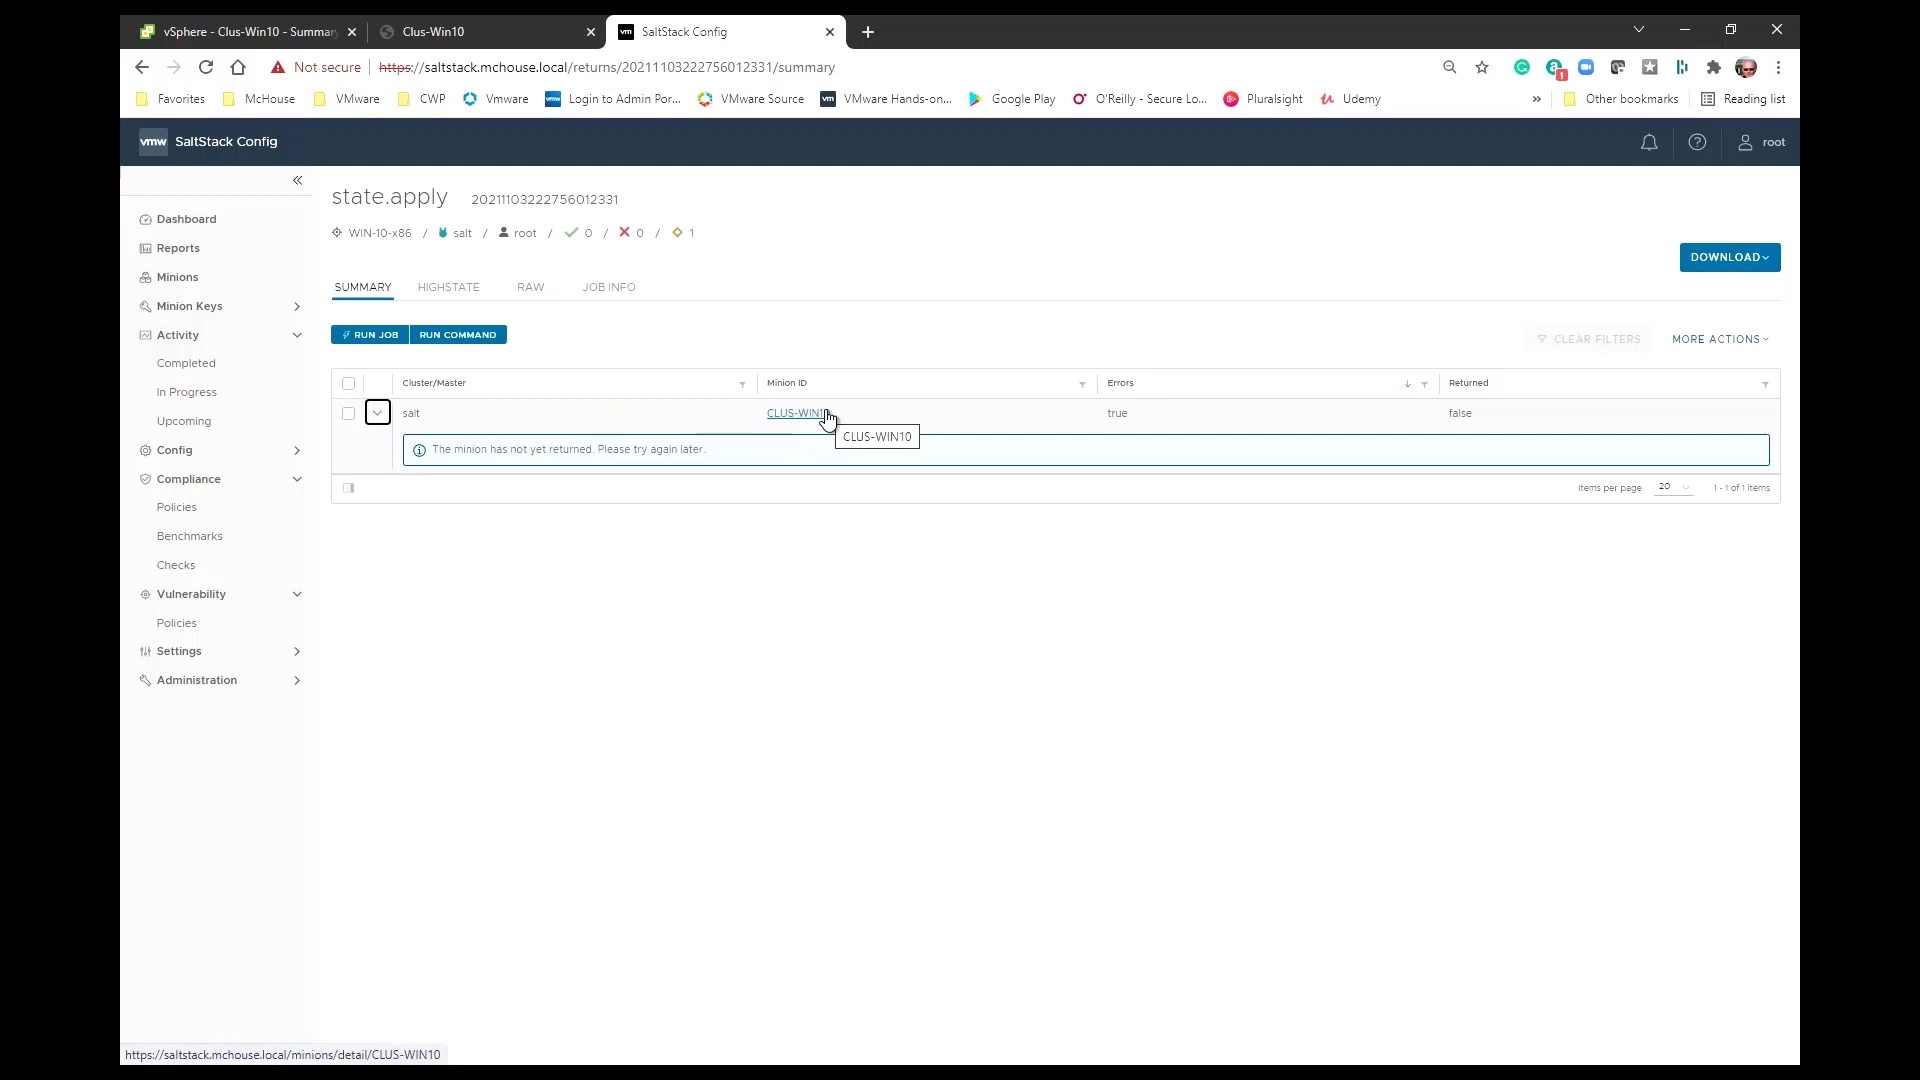 vSphere - Clus-Win10 - Summar
Clus-Win10
vm SaltStack Config
Not secure https://saltstack.mchouse.local/returns/20211103222756012331/summary
1
Favorites McHouse VMware CWP Vmware vmw Login to Admin Por... VMware Source vm VMware Hands-on... Google Play O'Reilly - Secure Lo... Pluralsight Udemy » Other bookmarks Reading list
vmw SaltStack Config root
Dashboard
Reports
Minions
Minion Keys
Activity
Completed
In Progress
Upcoming
Config
Compliance
Policies
Benchmarks
Checks
Vulnerability
Policies
Settings
Administration
state.apply 20211103222756012331
WIN-10-x86 / salt / root / 0 / 0 / 1
DOWNLOAD
SUMMARY HIGHSTATE RAW JOB INFO
RUN JOB RUN COMMAND
CLEAR FILTERS MORE ACTIONS
Cluster/Master Minion ID Errors Returned
salt CLUS-WIN10 true false
CLUS-WIN10
The minion has not yet returned. Please try again later.
Items per page 20 1 - 1 of 1 items
https://saltstack.mchouse.local/minions/detail/CLUS-WIN10